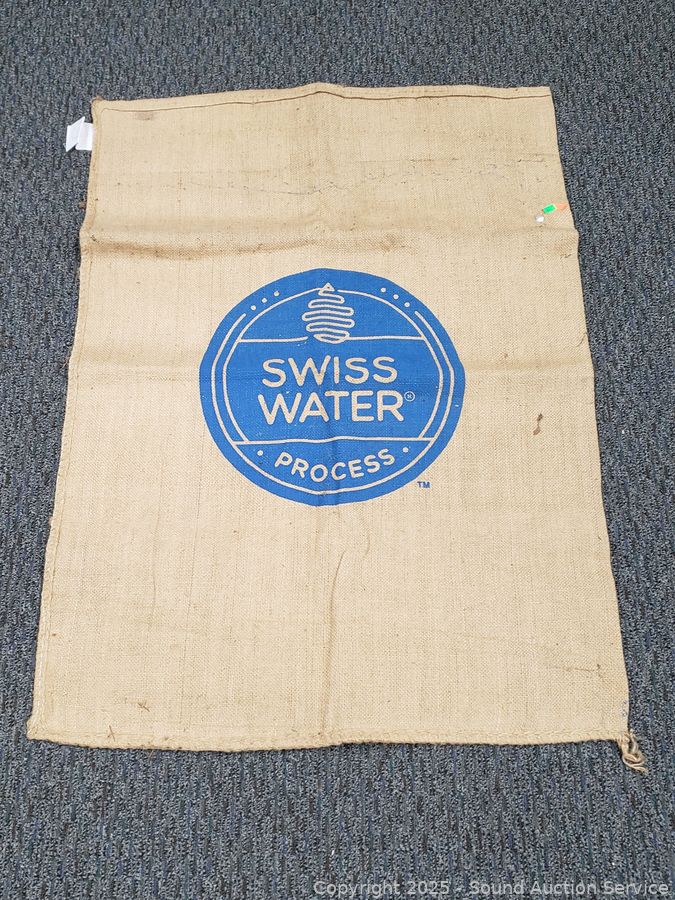 SWISS
WATER®
PROCESS
TM
Copyright 2025 - Sound Auction Service